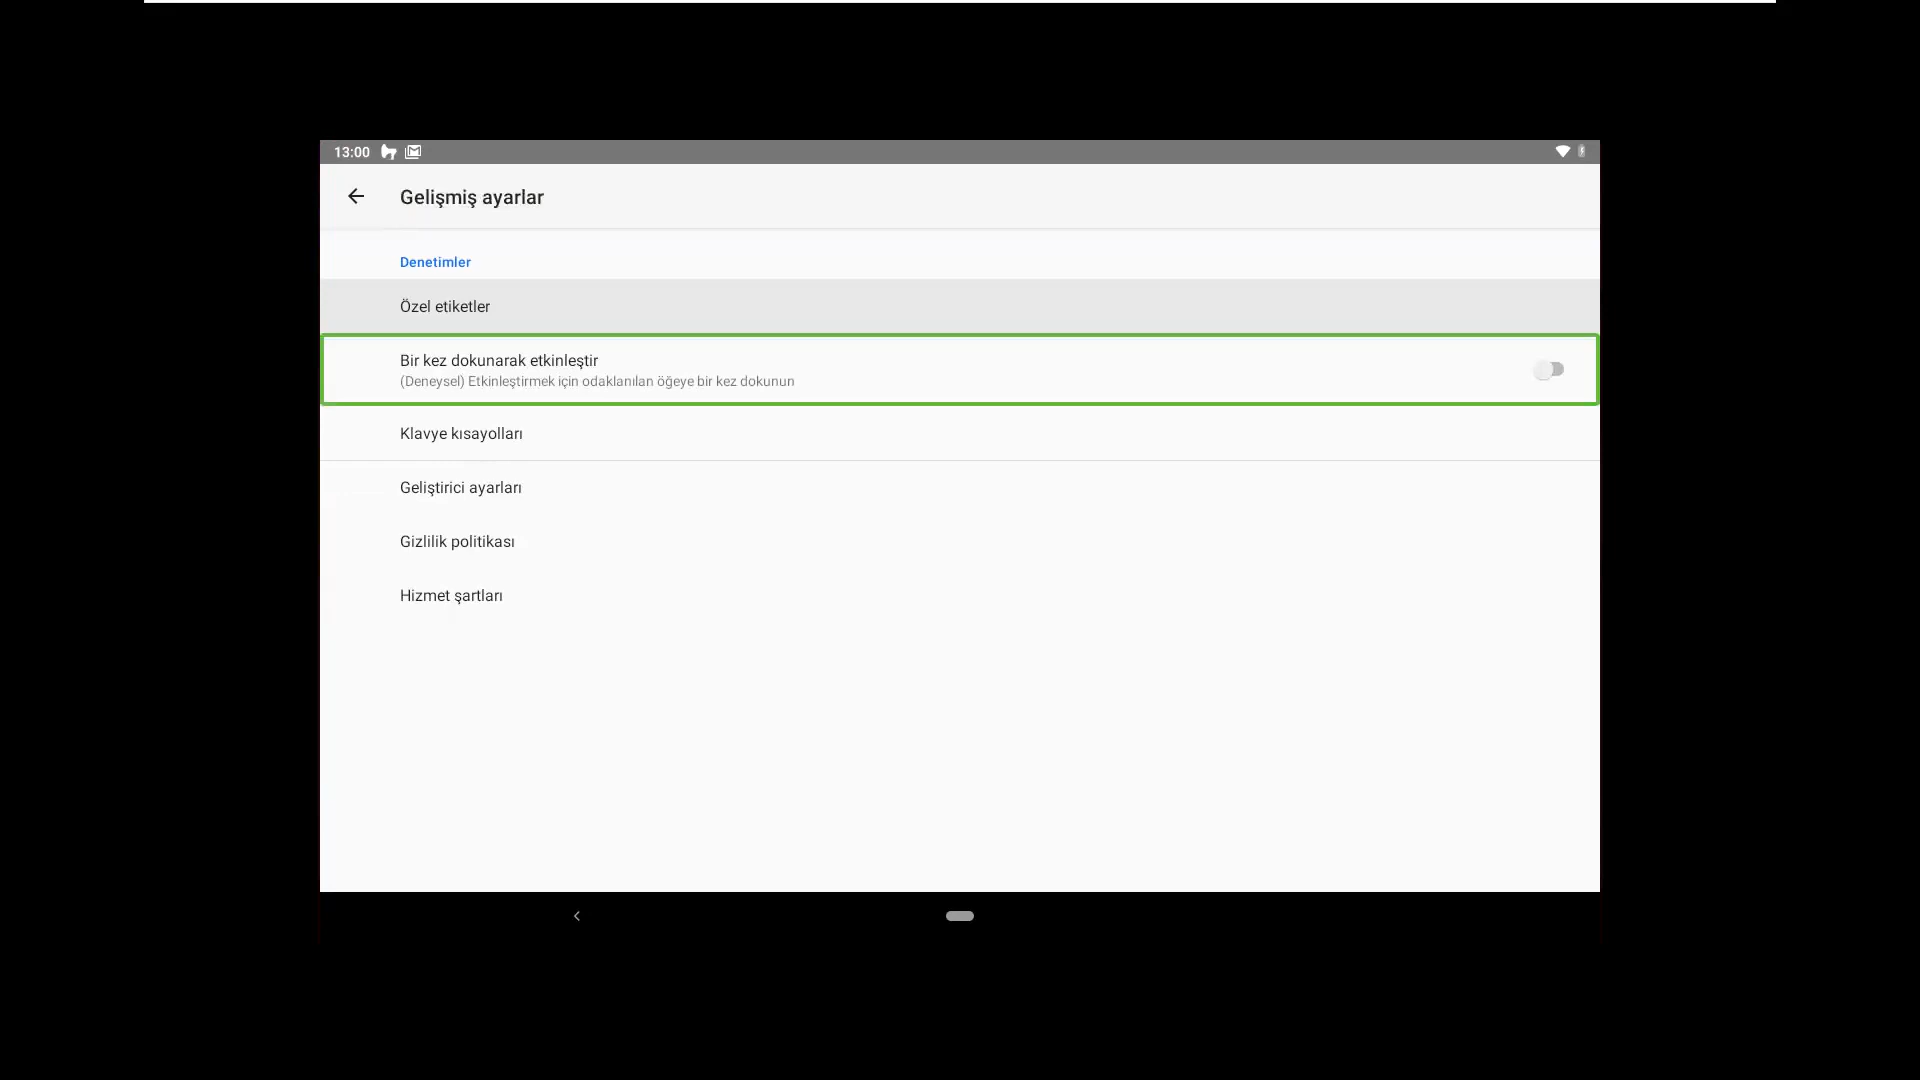 13:00
Gelişmiş ayarlar
Denetimler
Özel etiketler
Bir kez dokunarak etkinleştir
(Deneysel) Etkinleştirmek için odaklanılan öğeye bir kez dokunun
Klavye kısayolları
Geliştirici ayarları
Gizlilik politikası
Hizmet şartları